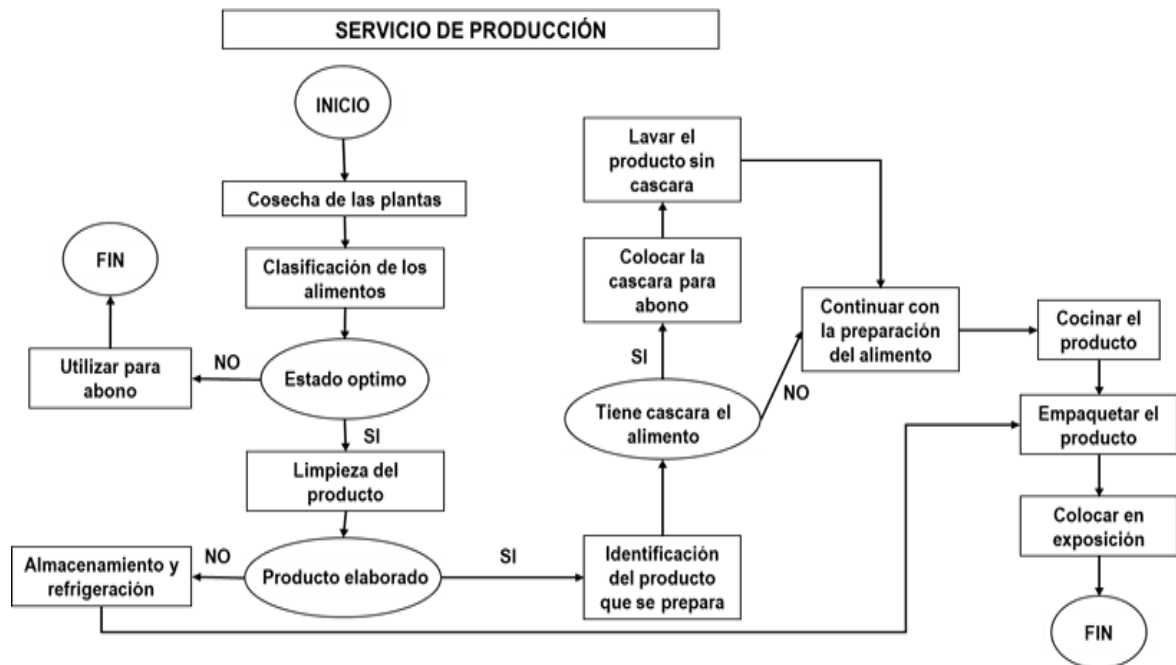 SERVICIO DE PRODUCCIÓN
INICIO
Cosecha de las plantas
Clasificación de los
alimentos
Estado optimo
NO
Utilizar para
abono
FIN
SI
Limpieza del
producto
Producto elaborado
NO
Almacenamiento y
refrigeración
SI
Identificación
del producto
que se prepara
Tiene cascara el
alimento
SI
Colocar la
cascara para
abono
Lavar el
producto sin
cascara
NO
Continuar con
la preparación
del alimento
Cocinar el
producto
Empaquetar el
producto
Colocar en
exposición
FIN